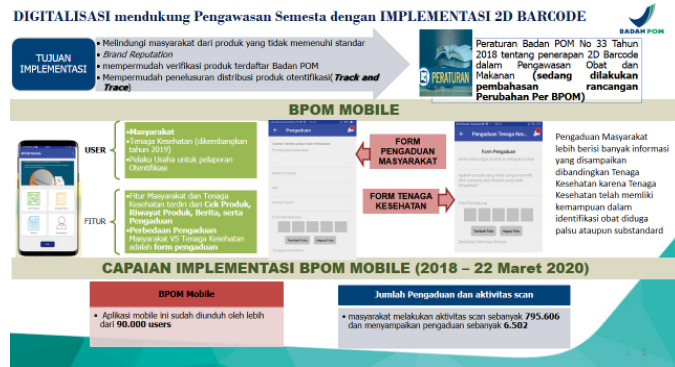 DIGITALISASI mendukung Pengawasan Semesta dengan IMPLEMENTASI 2D BARCODE
BADAN POM
TUJUAN
IMPLEMENTASI
• Melindungi masyarakat dari produk yang tidak memenuhi standar
• Brand Reputation
• mempermudah verifikasi produk terdaftar Badan POM
• Mempermudah penelusuran distribusi produk otentifikasi(Track and
Trace)
PERATURAN
Peraturan Badan POM No 33 Tahun
2018 tentang penerapan 2D Barcode
dalam Pengawasan Obat dan
Makanan (sedang dilakukan
pembahasan rancangan
Perubahan Per BPOM)
BPOM MOBILE
USER
•Masyarakat
•Tenaga Kesehatan (dikembangkan
tahun 2019)
•Pelaku Usaha untuk pelaporan
Otentifikasi
FITUR
•Fitur Masyarakat dan Tenaga
Kesehatan terdiri dari Cek Produk,
Riwayat Produk, Berita, serta
Pengaduan
•Perbedaan Pengaduan
Masyarakat VS Tenaga Kesehatan
adalah form pengaduan
Pengaduan
Tambah Foto
Hapus Foto
FORM
PENGADUAN
MASYARAKAT
FORM TENAGA
KESEHATAN
Pengaduan Tenaga Kes...
Form Pengaduan
Tambah Foto
Hapus Foto
Pengaduan Masyarakat
lebih berisi banyak informasi
yang disampaikan
dibandingkan Tenaga
Kesehatan karena Tenaga
Kesehatan telah memliki
kemampuan dalam
identifikasi obat diduga
palsu ataupun substandard
CAPAIAN IMPLEMENTASI BPOM MOBILE (2018 – 22 Maret 2020)
BPOM Mobile
• Aplikasi mobile ini sudah diunduh oleh lebih
dari 90.000 users
Jumlah Pengaduan dan aktivitas scan
• masyarakat melakukan aktivitas scan sebanyak 795.606
dan menyampaikan pengaduan sebanyak 6.502